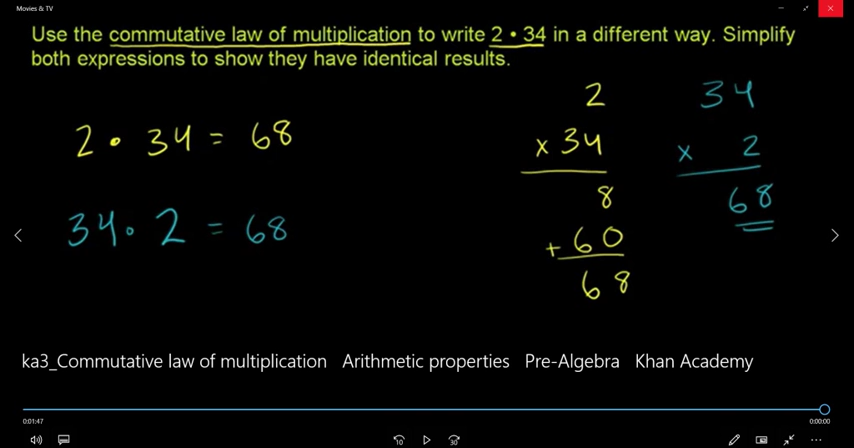 Movies & TV
Use the commutative law of multiplication to write 2 • 34 in a different way. Simplify
both expressions to show they have identical results.
2 • 34 = 68
34 • 2 = 68
2
x 34
8
+ 60
68
34
x 2
68
ka3_Commutative law of multiplication Arithmetic properties Pre-Algebra Khan Academy
0:01:47
0:00:00
10
30